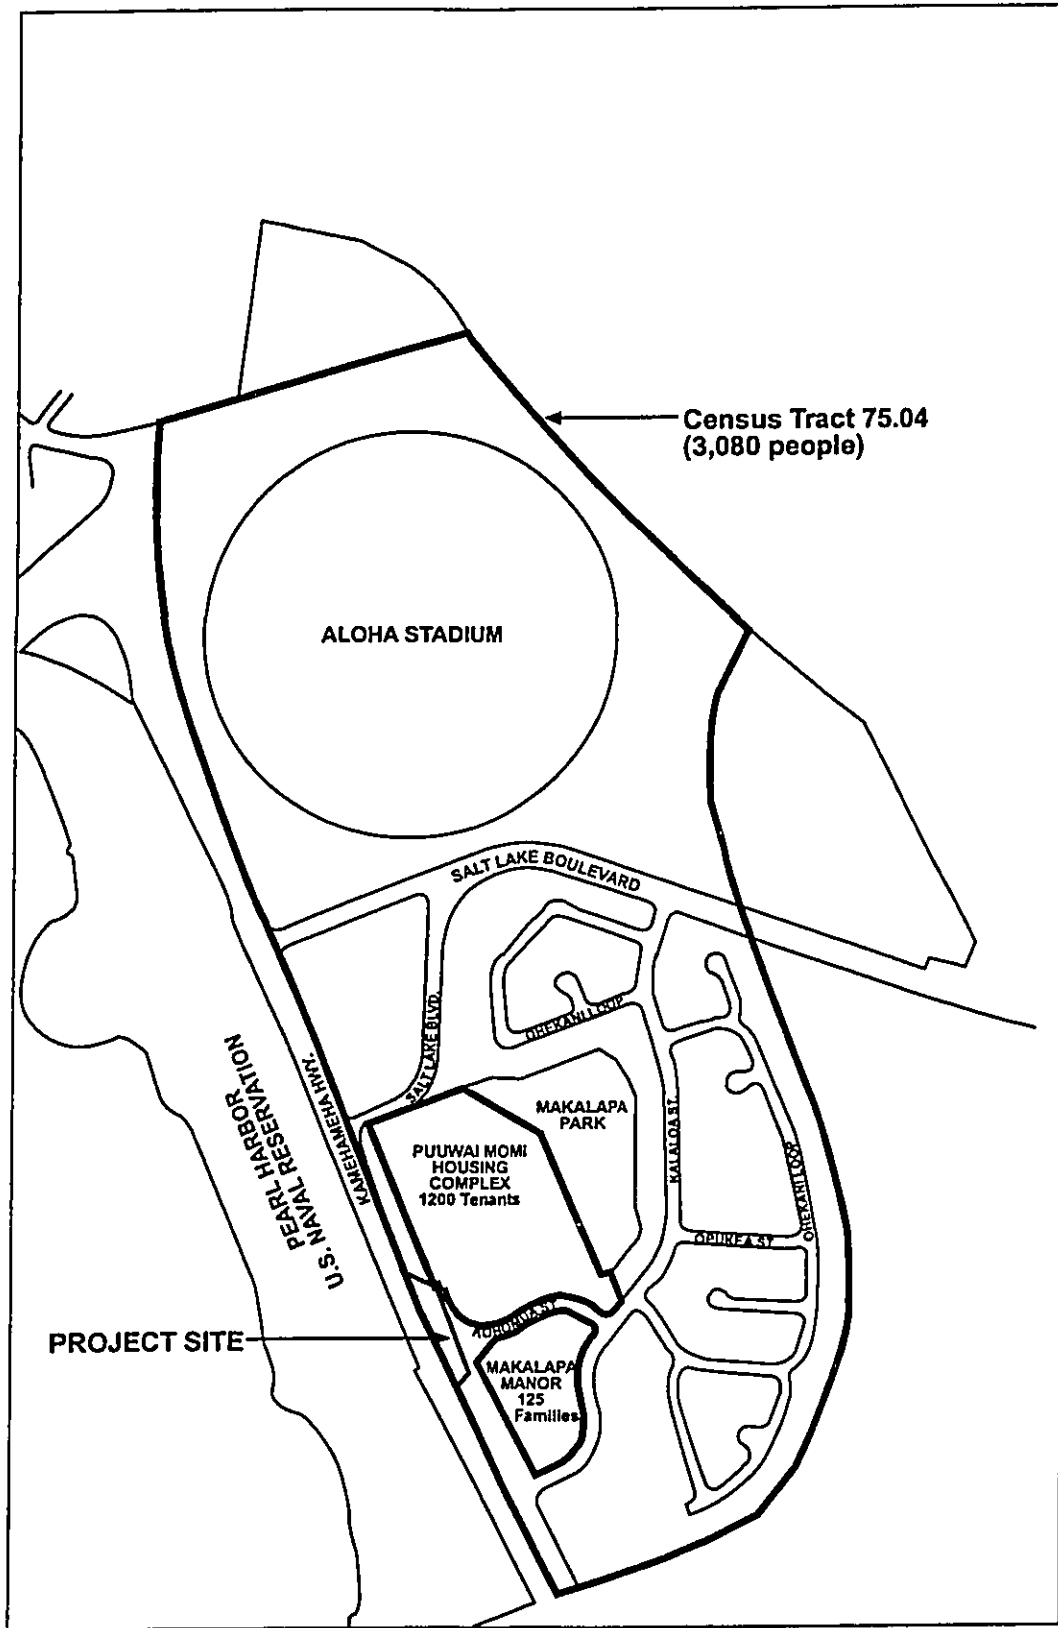 Census Tract 75.04
(3,080 people)
ALOHA STADIUM
SALT LAKE BOULEVARD
OHEKANI LOOP
SALT LAKE BLVD.
PEARL HARBOR
U.S. NAVAL RESERVATION
KAMEHAMEHA HWY.
MAKALAPA
PARK
PUUWAI MOMI
HOUSING
COMPLEX
1200 Tenants
KALALOA ST.
OHEKANI LOOP
OPUKEA ST.
KOHOMUA ST.
PROJECT SITE
MAKALAPA
MANOR
125
Families